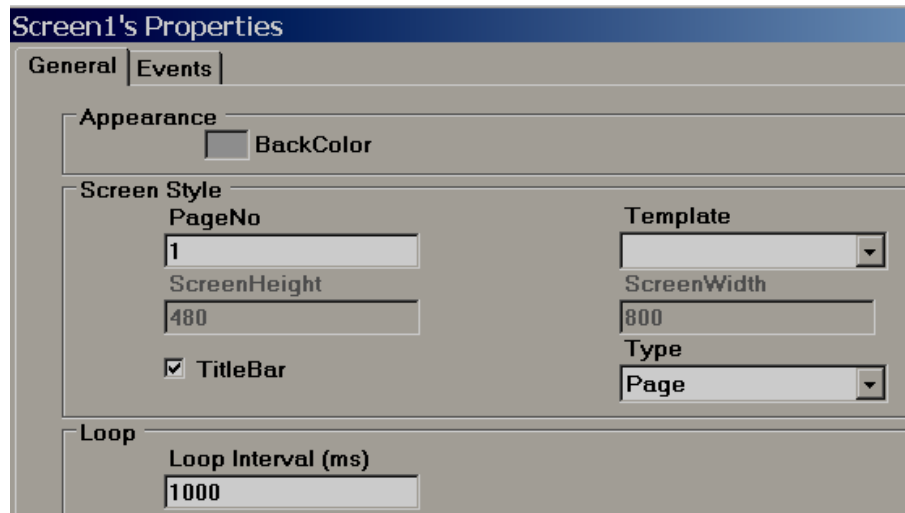 Screen1's Properties
General Events
Appearance
BackColor
Screen Style
PageNo Template
1
ScreenHeight ScreenWidth
480 800
TitleBar Type
Page
Loop
Loop Interval (ms)
1000